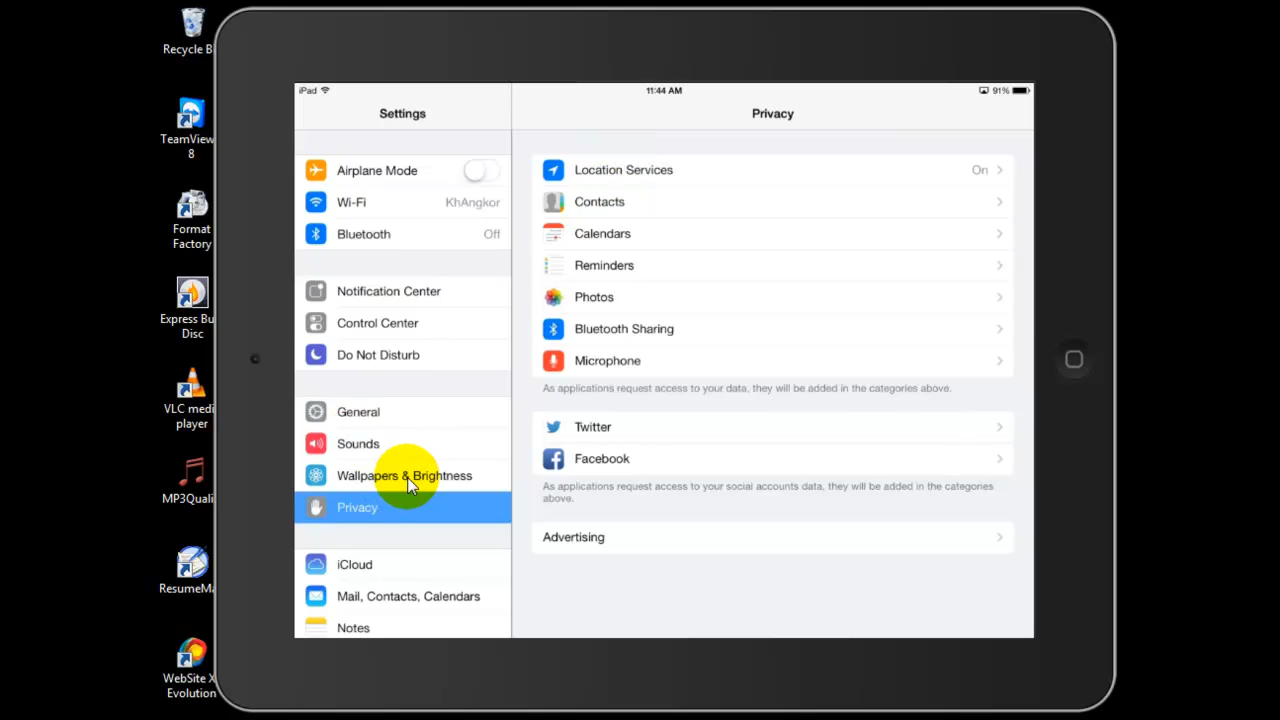 Recycle B
TeamView
8
Format
Factory
Express Bu
Disc
VLC medi
player
MP3Quali
ResumeMa
WebSite X
Evolution
iPad
11:44 AM
91%
Settings
Privacy
Airplane Mode
Wi-Fi KhAngkor
Bluetooth Off
Notification Center
Control Center
Do Not Disturb
General
Sounds
Wallpapers & Brightness
Privacy
iCloud
Mail, Contacts, Calendars
Notes
Location Services On
Contacts
Calendars
Reminders
Photos
Bluetooth Sharing
Microphone
As applications request access to your data, they will be added in the categories above.
Twitter
Facebook
As applications request access to your social accounts data, they will be added in the categories
above.
Advertising